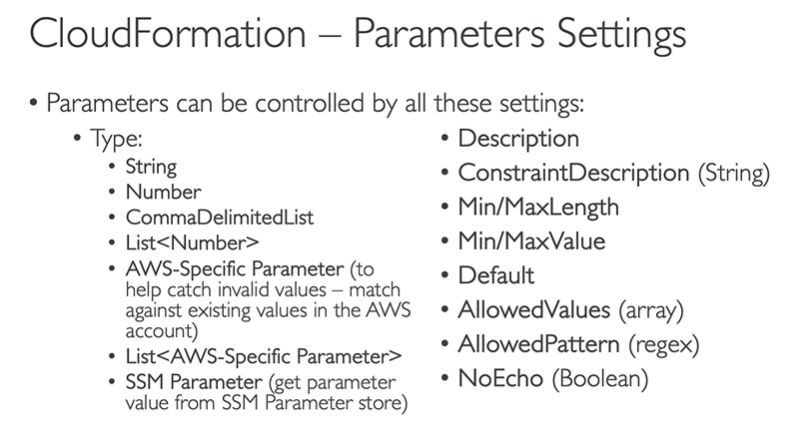 CloudFormation – Parameters Settings
• Parameters can be controlled by all these settings:
• Type:
• String
• Number
• CommaDelimitedList
• List<Number>
• AWS-Specific Parameter (to
help catch invalid values – match
against existing values in the AWS
account)
• List<AWS-Specific Parameter>
• SSM Parameter (get parameter
value from SSM Parameter store)
• Description
• ConstraintDescription (String)
• Min/MaxLength
• Min/MaxValue
• Default
• AllowedValues (array)
• AllowedPattern (regex)
• NoEcho (Boolean)